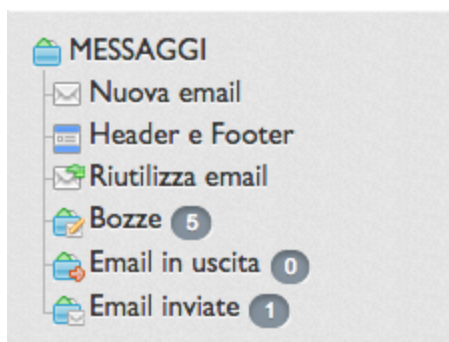 MESSAGGI
Nuova email
Header e Footer
Riutilizza email
Bozze 5
Email in uscita 0
Email inviate 1